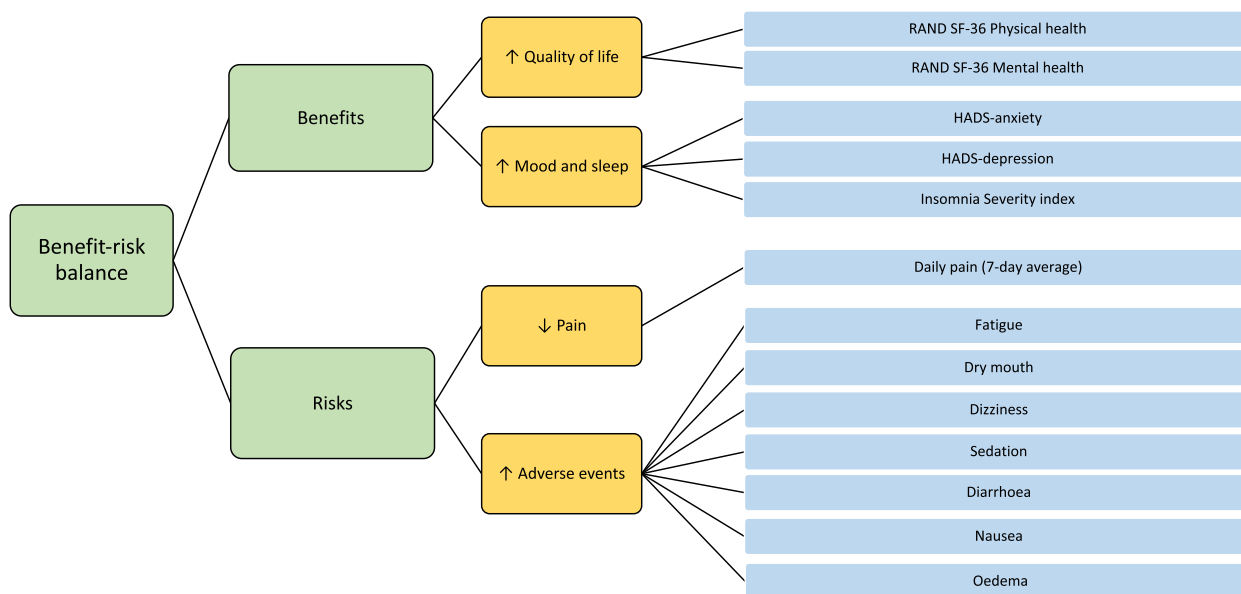 Benefit-risk
balance
Benefits
↑ Quality of life
RAND SF-36 Physical health
RAND SF-36 Mental health
↑ Mood and sleep
HADS-anxiety
HADS-depression
Insomnia Severity index
Risks
↓ Pain
Daily pain (7-day average)
↑ Adverse events
Fatigue
Dry mouth
Dizziness
Sedation
Diarrhoea
Nausea
Oedema